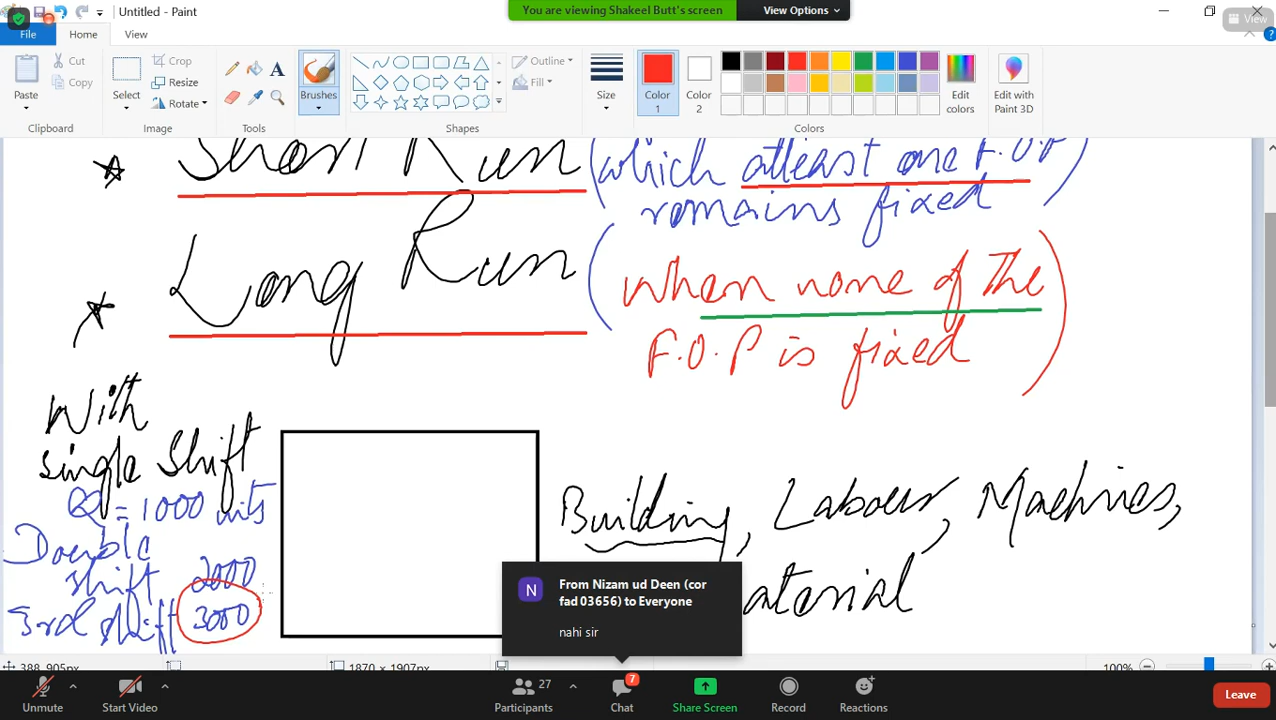 Untitled - Paint
You are viewing Shakeel Butt's screen
View Options
View
File
Home
View
Paste
Cut
Copy
Clipboard
Select
Crop
Resize
Rotate
Image
A
Tools
Brushes
Outline
Fill
Shapes
Size
Color 1
Color 2
Edit colors
Edit with Paint 3D
Colors
Short Run (which atleast one F.O.P)
remains fixed
Long Run (when none of the
F.O.P is fixed)
With
single Shift
Q = 1000 units
Double
shift 2000
3rd shift 3000
Building, Labour, Machines,
aterial
N
From Nizam ud Deen (cor
fad 03656) to Everyone
nahi sir
388, 905px
1870 × 1907px
100%
Unmute
Start Video
27
Participants
7
Chat
Share Screen
Record
Reactions
Leave